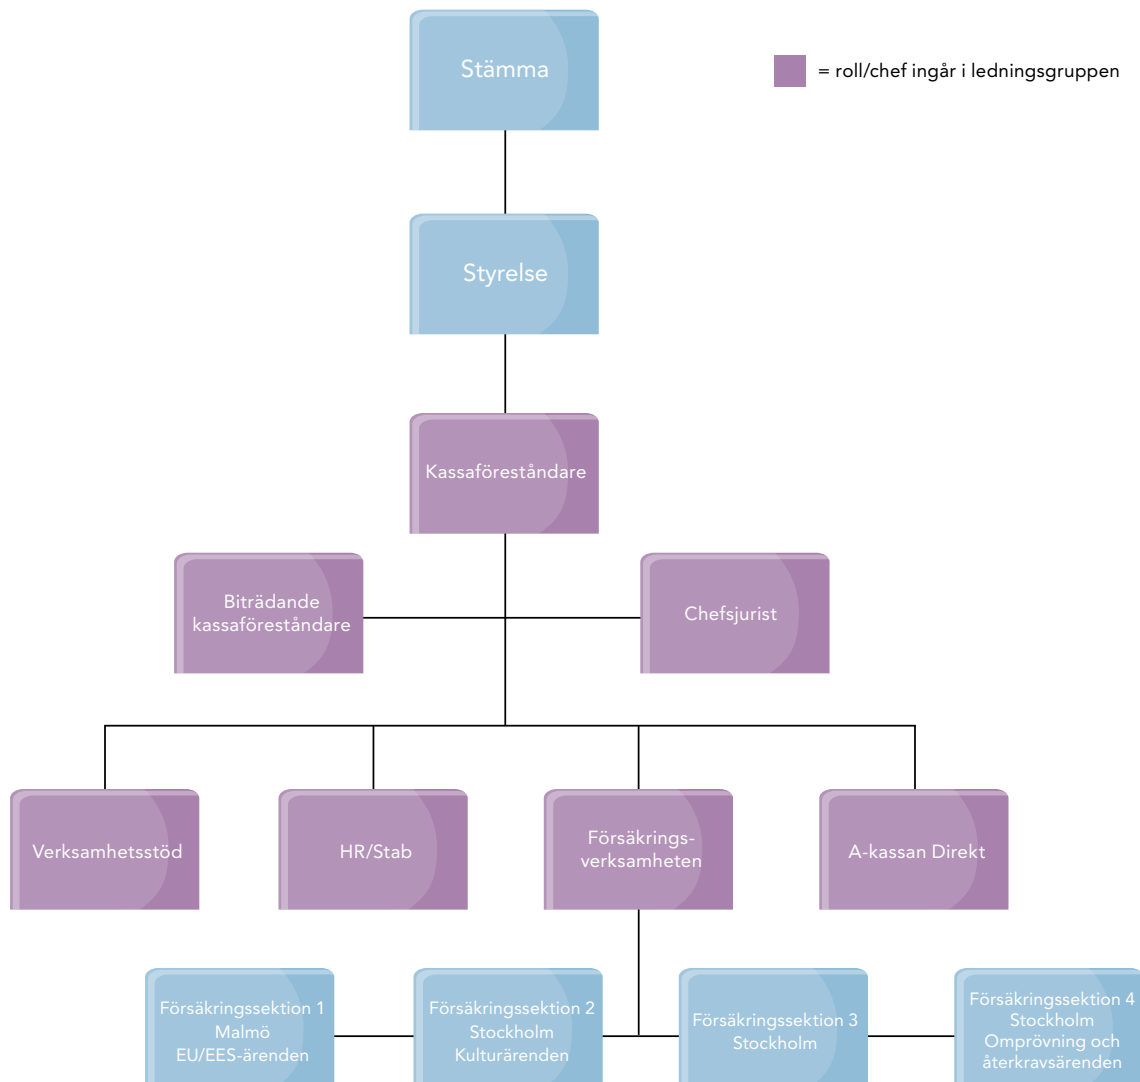 Stämma
= roll/chef ingår i ledningsgruppen
Styrelse
Kassaföreståndare
Biträdande
kassaföreståndare
Chefsjurist
Verksamhetsstöd
HR/Stab
Försäkrings-
verksamheten
A-kassan Direkt
Försäkringssektion 1
Malmö
EU/EES-ärenden
Försäkringssektion 2
Stockholm
Kulturärenden
Försäkringssektion 3
Stockholm
Försäkringssektion 4
Stockholm
Omprövning och
återkravsärenden